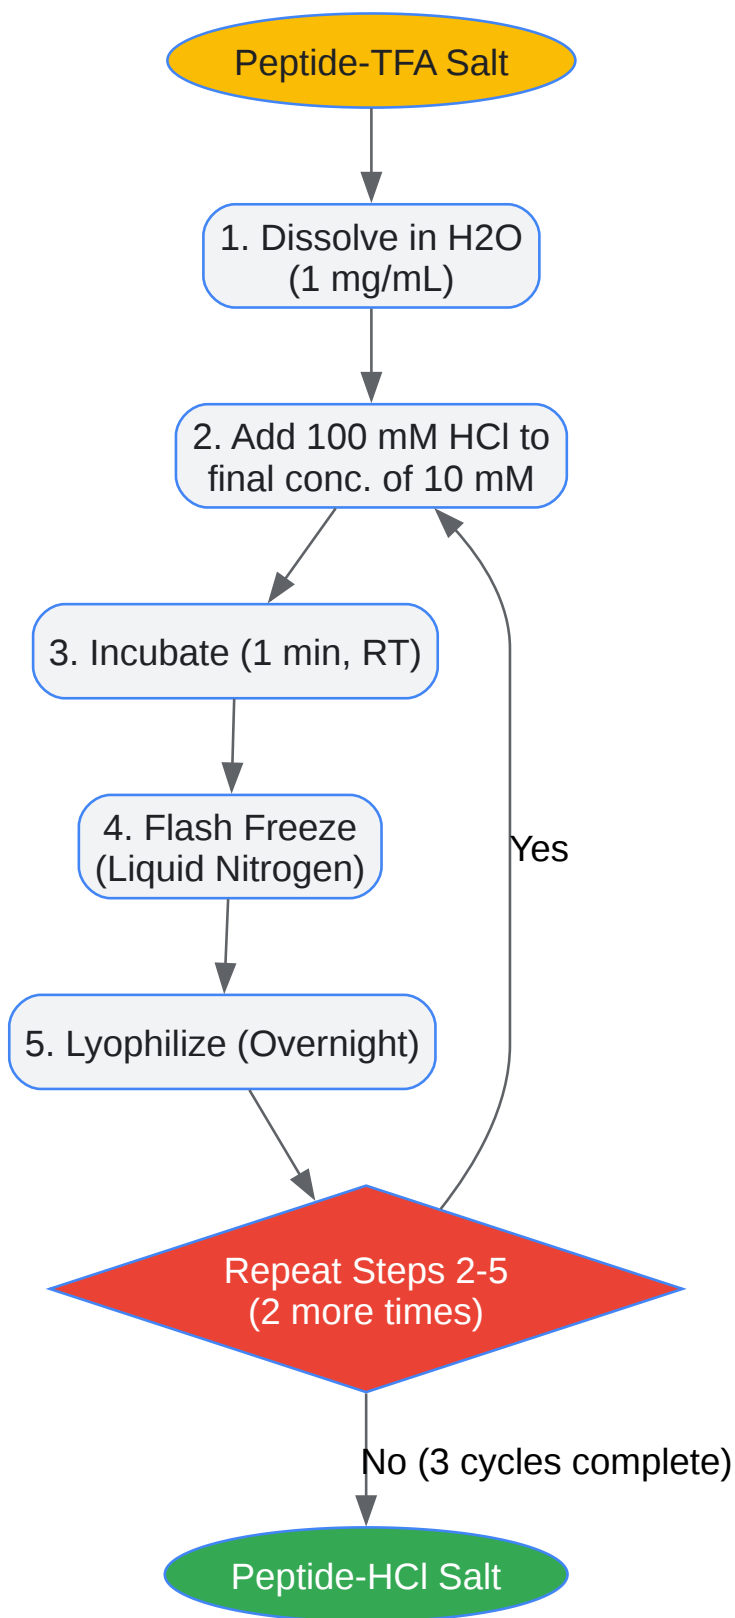 Peptide-TFA Salt
1. Dissolve in H2O
(1 mg/mL)
2. Add 100 mM HCl to
final conc. of 10 mM
3. Incubate (1 min, RT)
4. Flash Freeze
(Liquid Nitrogen)
Yes
5. Lyophilize (Overnight)
Repeat Steps 2-5
(2 more times)
No (3 cycles complete)
Peptide-HCl Salt